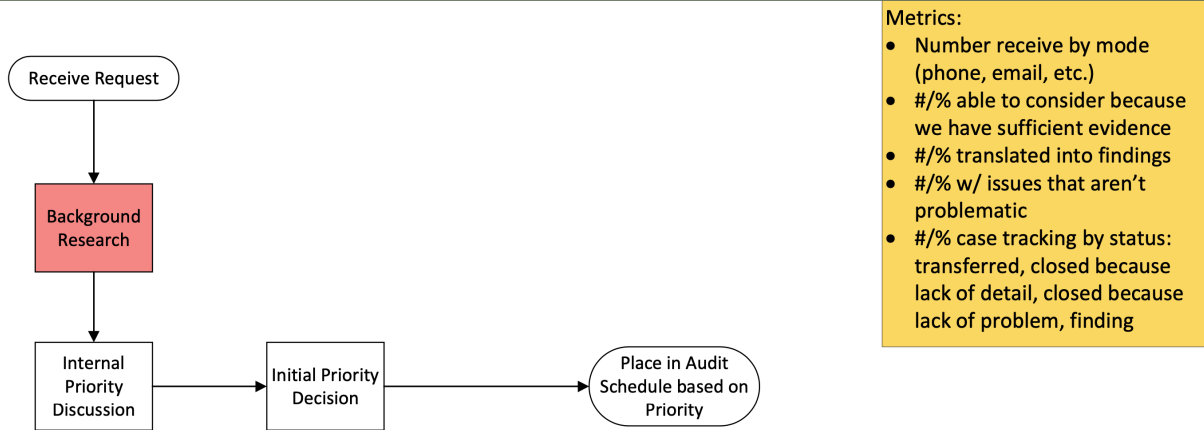 Receive Request
Background
Research
Internal
Priority
Discussion
Initial Priority
Decision
Place in Audit
Schedule based on
Priority
Metrics:
• Number receive by mode
(phone, email, etc.)
• #/% able to consider because
we have sufficient evidence
• #/% translated into findings
• #/% w/ issues that aren’t
problematic
• #/% case tracking by status:
transferred, closed because
lack of detail, closed because
lack of problem, finding